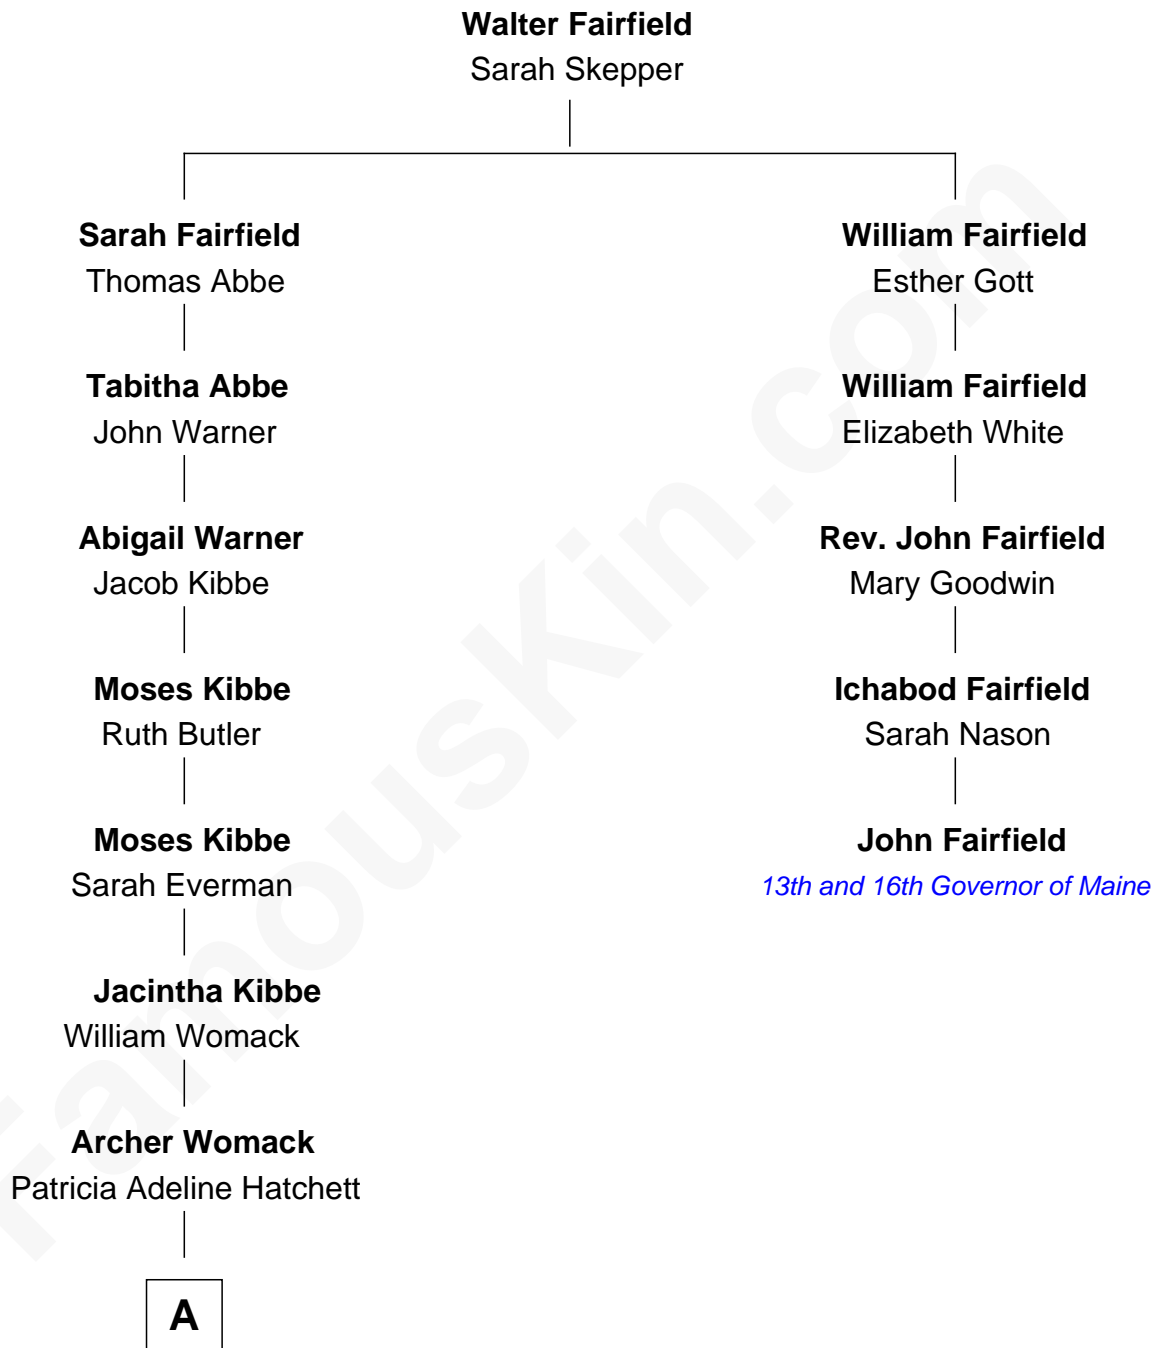 Walter Fairfield
Sarah Skepper
Sarah Fairfield
Thomas Abbe
William Fairfield
Esther Gott
Tabitha Abbe
John Warner
William Fairfield
Elizabeth White
Abigail Warner
Jacob Kibbe
Rev. John Fairfield
Mary Goodwin
Moses Kibbe
Ruth Butler
Ichabod Fairfield
Sarah Nason
Moses Kibbe
Sarah Everman
John Fairfield
13th and 16th Governor of Maine
Jacintha Kibbe
William Womack
Archer Womack
Patricia Adeline Hatchett
A
FamousKin.com